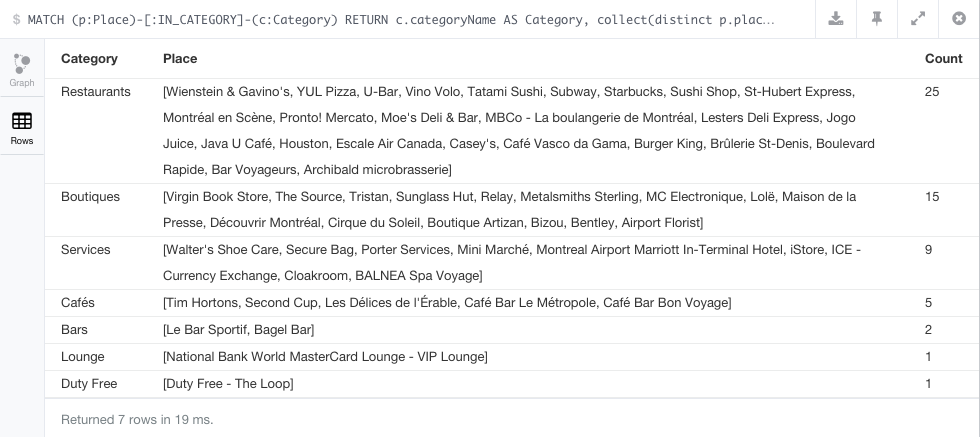 $ MATCH (p:Place)-[:IN_CATEGORY]-(c:Category) RETURN c.categoryName AS Category, collect(distinct p.plac…
Graph
Rows
Category Place Count
Restaurants [Wienstein & Gavino's, YUL Pizza, U-Bar, Vino Volo, Tatami Sushi, Subway, Starbucks, Sushi Shop, St-Hubert Express, 25
Montréal en Scène, Pronto! Mercato, Moe's Deli & Bar, MBCo - La boulangerie de Montréal, Lesters Deli Express, Jogo
Juice, Java U Café, Houston, Escale Air Canada, Casey's, Café Vasco da Gama, Burger King, Brûlerie St-Denis, Boulevard
Rapide, Bar Voyageurs, Archibald microbrasserie]
Boutiques [Virgin Book Store, The Source, Tristan, Sunglass Hut, Relay, Metalsmiths Sterling, MC Electronique, Lolë, Maison de la 15
Presse, Découvrir Montréal, Cirque du Soleil, Boutique Artizan, Bizou, Bentley, Airport Florist]
Services [Walter's Shoe Care, Secure Bag, Porter Services, Mini Marché, Montreal Airport Marriott In-Terminal Hotel, iStore, ICE - 9
Currency Exchange, Cloakroom, BALNEA Spa Voyage]
Cafés [Tim Hortons, Second Cup, Les Délices de l'Érable, Café Bar Le Métropole, Café Bar Bon Voyage] 5
Bars [Le Bar Sportif, Bagel Bar] 2
Lounge [National Bank World MasterCard Lounge - VIP Lounge] 1
Duty Free [Duty Free - The Loop] 1
Returned 7 rows in 19 ms.